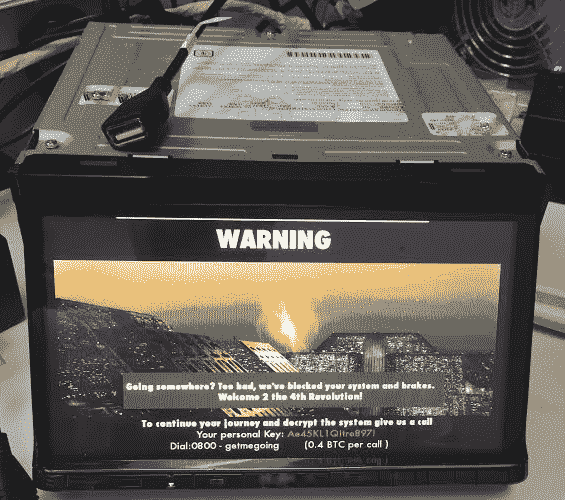 WARNING
Going somewhere? Too bad, we've blocked your system and brakes.
Welcome 2 the 4th Revolution!
To continue your journey and decrypt the system give us a call
Your personal Key: Ae45KL1Qltre8971
Dial:0800 - getmegoing (0.4 BTC per call )